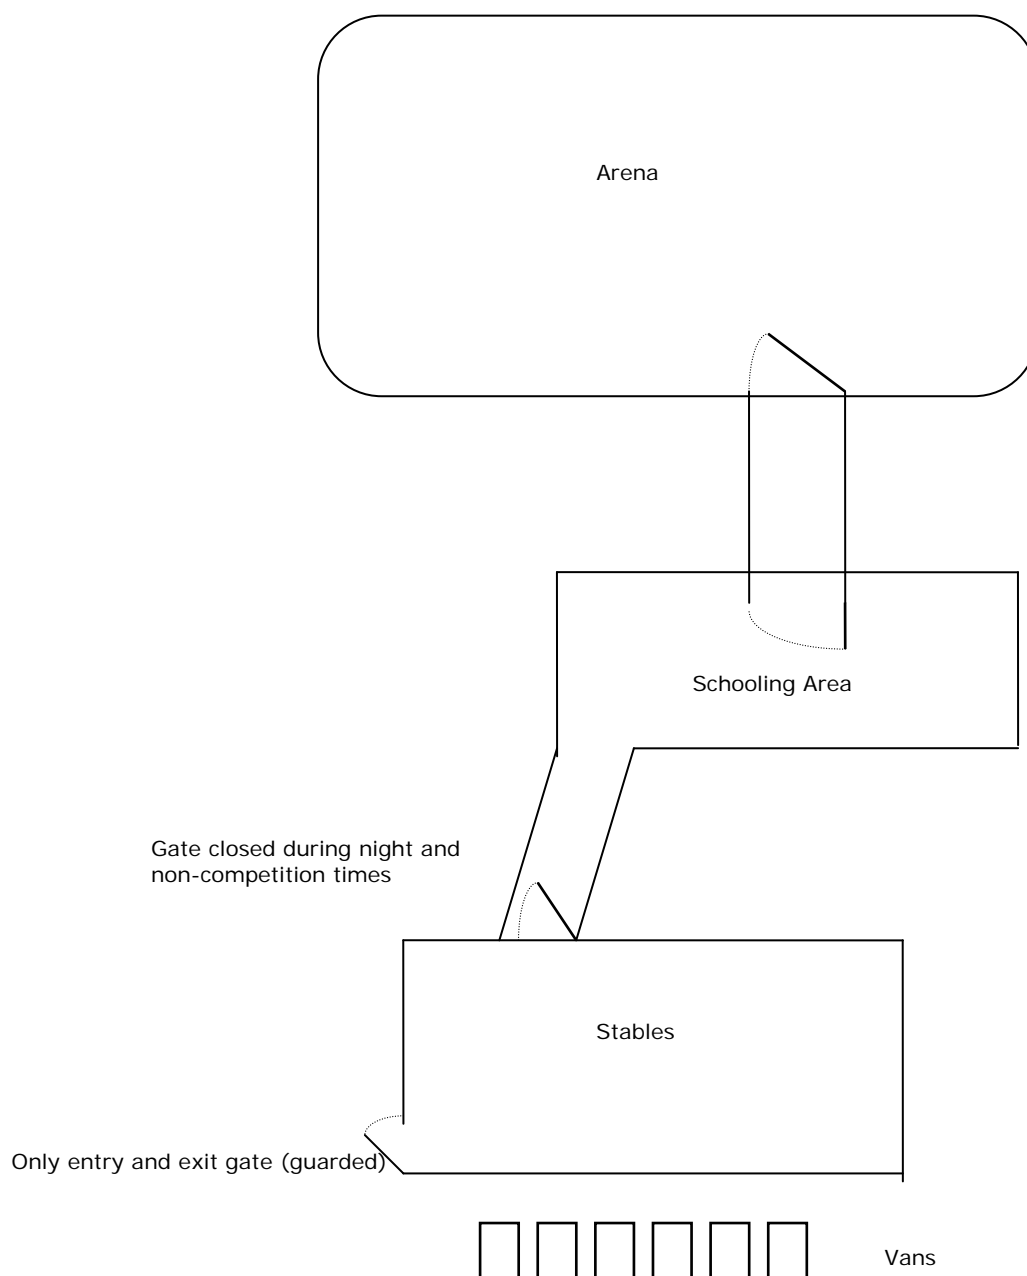 Arena
Schooling Area
Gate closed during night and
non-competition times
Stables
Only entry and exit gate (guarded)
Vans